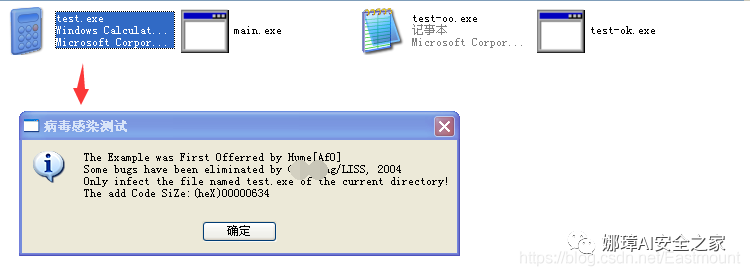 test.exe
Windows Calculat...
Microsoft Corpor...
main.exe
test-oo.exe
记事本
Microsoft Corpor...
test-ok.exe
病毒感染测试
The Example was First Offerred by Hume[AfO]
Some bugs have been eliminated by /LISS, 2004
Only infect the file named test.exe of the current directory!
The add Code SiZe:(heX)00000634
确定
娜璋AI安全之家
https://blog.csdn.net/Eastmount